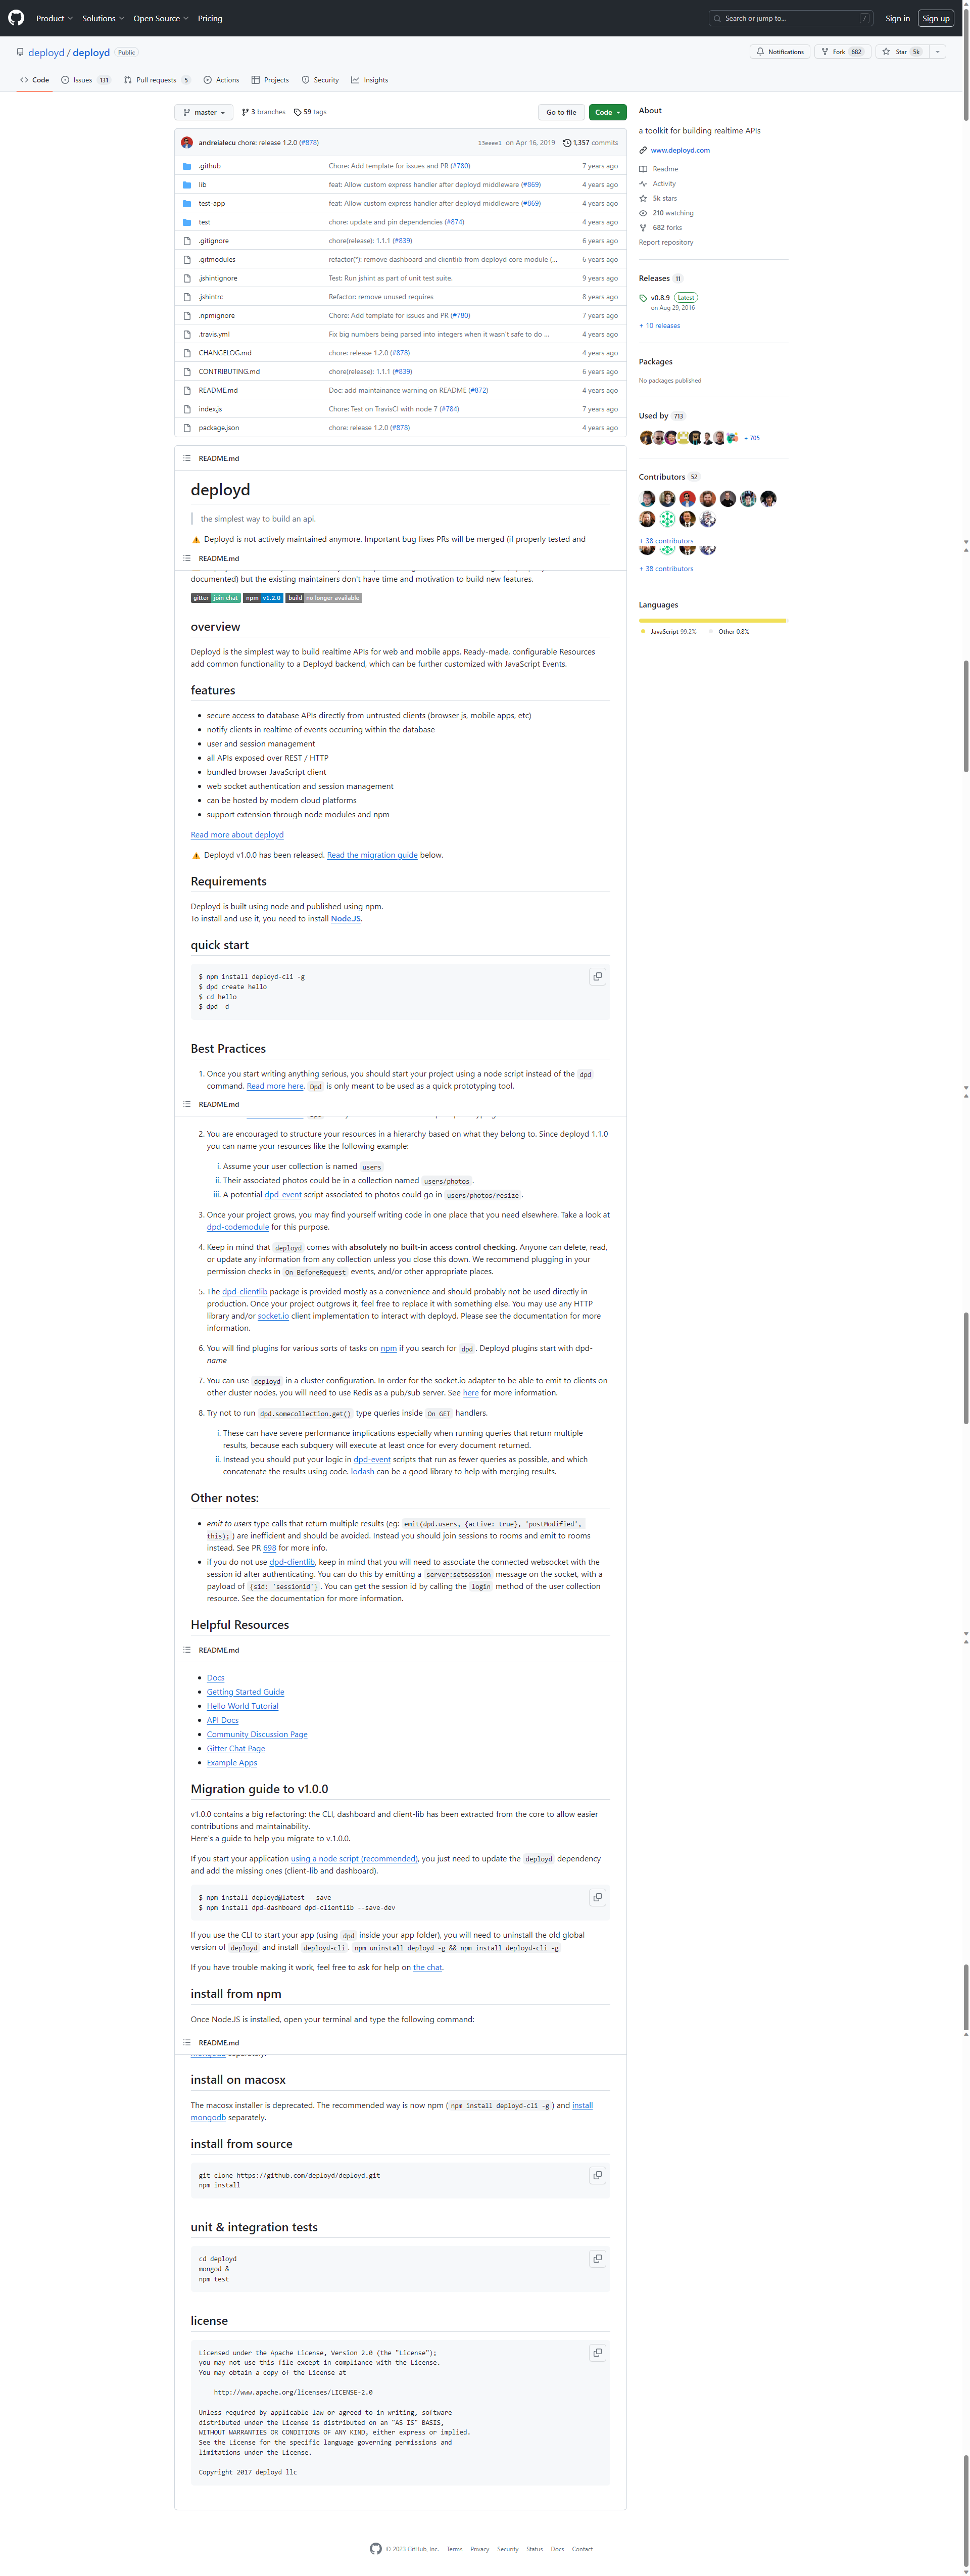 Product Solutions Open Source Pricing Search or jump to... / Sign in Sign up
deployd / deployd Public Notifications Fork 682 Star 5k
Code Issues 131 Pull requests 5 Actions Projects Security Insights
master 3 branches 59 tags Go to file Code
andreialecu chore: release 1.2.0 (#878) 13eeee1 on Apr 16, 2019 1,357 commits
.github Chore: Add template for issues and PR (#780) 7 years ago
lib feat: Allow custom express handler after deployd middleware (#869) 4 years ago
test-app feat: Allow custom express handler after deployd middleware (#869) 4 years ago
test chore: update and pin dependencies (#874) 4 years ago
.gitignore chore(release): 1.1.1 (#839) 6 years ago
.gitmodules refactor(*): remove dashboard and clientlib from deployd core module (... 6 years ago
.jshintignore Test: Run jshint as part of unit test suite. 9 years ago
.jshintrc Refactor: remove unused requires 8 years ago
.npmignore Chore: Add template for issues and PR (#780) 7 years ago
.travis.yml Fix big numbers being parsed into integers when it wasn't safe to do ... 4 years ago
CHANGELOG.md chore: release 1.2.0 (#878) 4 years ago
CONTRIBUTING.md chore(release): 1.1.1 (#839) 6 years ago
README.md Doc: add maintainance warning on README (#872) 4 years ago
index.js Chore: Test on TravisCI with node 7 (#784) 7 years ago
package.json chore: release 1.2.0 (#878) 4 years ago
About
a toolkit for building realtime APIs
www.deployd.com
Readme
Activity
5k stars
210 watching
682 forks
Report repository
Releases 11
v0.8.9 Latest
on Aug 29, 2016
+ 10 releases
Packages
No packages published
Used by 713
+ 705
Contributors 52
+ 38 contributors
+ 38 contributors
Languages
JavaScript 99.2% Other 0.8%
README.md
deployd
the simplest way to build an api.
⚠️ Deployd is not actively maintained anymore. Important bug fixes PRs will be merged (if properly tested and
README.md
documented) but the existing maintainers don't have time and motivation to build new features.
gitter join chat npm v1.2.0 build no longer available
overview
Deployd is the simplest way to build realtime APIs for web and mobile apps. Ready-made, configurable Resources
add common functionality to a Deployd backend, which can be further customized with JavaScript Events.
features
• secure access to database APIs directly from untrusted clients (browser js, mobile apps, etc)
• notify clients in realtime of events occurring within the database
• user and session management
• all APIs exposed over REST / HTTP
• bundled browser JavaScript client
• web socket authentication and session management
• can be hosted by modern cloud platforms
• support extension through node modules and npm
Read more about deployd
⚠️ Deployd v1.0.0 has been released. Read the migration guide below.
Requirements
Deployd is built using node and published using npm.
To install and use it, you need to install Node.JS.
quick start
$ npm install deployd-cli -g
$ dpd create hello
$ cd hello
$ dpd -d
Best Practices
1. Once you start writing anything serious, you should start your project using a node script instead of the dpd
command. Read more here. Dpd is only meant to be used as a quick prototyping tool.
README.md
2. You are encouraged to structure your resources in a hierarchy based on what they belong to. Since deployd 1.1.0
you can name your resources like the following example:
i. Assume your user collection is named users
ii. Their associated photos could be in a collection named users/photos.
iii. A potential dpd-event script associated to photos could go in users/photos/resize.
3. Once your project grows, you may find yourself writing code in one place that you need elsewhere. Take a look at
dpd-codemodule for this purpose.
4. Keep in mind that deployd comes with absolutely no built-in access control checking. Anyone can delete, read,
or update any information from any collection unless you close this down. We recommend plugging in your
permission checks in On BeforeRequest events, and/or other appropriate places.
5. The dpd-clientlib package is provided mostly as a convenience and should probably not be used directly in
production. Once your project outgrows it, feel free to replace it with something else. You may use any HTTP
library and/or socket.io client implementation to interact with deployd. Please see the documentation for more
information.
6. You will find plugins for various sorts of tasks on npm if you search for dpd. Deployd plugins start with dpd-
name
7. You can use deployd in a cluster configuration. In order for the socket.io adapter to be able to emit to clients on
other cluster nodes, you will need to use Redis as a pub/sub server. See here for more information.
8. Try not to run dpd.somecollection.get() type queries inside On GET handlers.
i. These can have severe performance implications especially when running queries that return multiple
results, because each subquery will execute at least once for every document returned.
ii. Instead you should put your logic in dpd-event scripts that run as fewer queries as possible, and which
concatenate the results using code. lodash can be a good library to help with merging results.
Other notes:
• emit to users type calls that return multiple results (eg: emit(dpd.users, {active: true}, 'postModified',
this); ) are inefficient and should be avoided. Instead you should join sessions to rooms and emit to rooms
instead. See PR 698 for more info.
• if you do not use dpd-clientlib, keep in mind that you will need to associate the connected websocket with the
session id after authenticating. You can do this by emitting a server:setsession message on the socket, with a
payload of {sid: 'sessionid'}. You can get the session id by calling the login method of the user collection
resource. See the documentation for more information.
Helpful Resources
README.md
• Docs
• Getting Started Guide
• Hello World Tutorial
• API Docs
• Community Discussion Page
• Gitter Chat Page
• Example Apps
Migration guide to v1.0.0
v1.0.0 contains a big refactoring: the CLI, dashboard and client-lib has been extracted from the core to allow easier
contributions and maintainability.
Here's a guide to help you migrate to v.1.0.0.
If you start your application using a node script (recommended), you just need to update the deployd dependency
and add the missing ones (client-lib and dashboard).
$ npm install deployd@latest --save
$ npm install dpd-dashboard dpd-clientlib --save-dev
If you use the CLI to start your app (using dpd inside your app folder), you will need to uninstall the old global
version of deployd and install deployd-cli. npm uninstall deployd -g && npm install deployd-cli -g
If you have trouble making it work, feel free to ask for help on the chat.
install from npm
Once Node.JS is installed, open your terminal and type the following command:
README.md
mongodb separately.
install on macosx
The macosx installer is deprecated. The recommended way is now npm ( npm install deployd-cli -g ) and install
mongodb separately.
install from source
git clone https://github.com/deployd/deployd.git
npm install
unit & integration tests
cd deployd
mongod &
npm test
license
Licensed under the Apache License, Version 2.0 (the "License");
you may not use this file except in compliance with the License.
You may obtain a copy of the License at
http://www.apache.org/licenses/LICENSE-2.0
Unless required by applicable law or agreed to in writing, software
distributed under the License is distributed on an "AS IS" BASIS,
WITHOUT WARRANTIES OR CONDITIONS OF ANY KIND, either express or implied.
See the License for the specific language governing permissions and
limitations under the License.
Copyright 2017 deployd llc
© 2023 GitHub, Inc. Terms Privacy Security Status Docs Contact